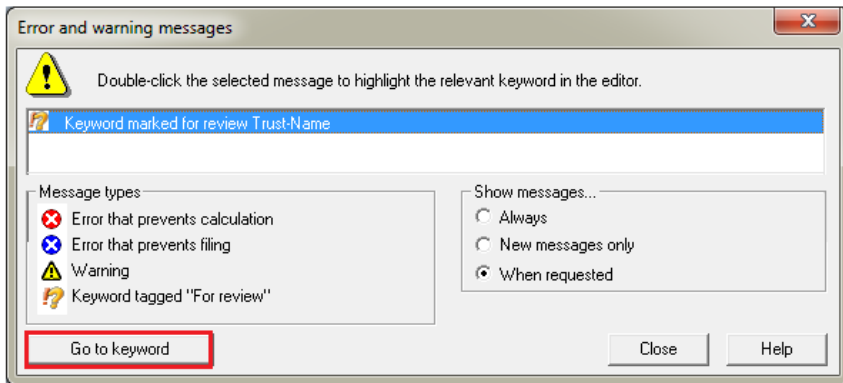 Error and warning messages
Double-click the selected message to highlight the relevant keyword in the editor.
Keyword marked for review Trust-Name
Message types
Error that prevents calculation
Error that prevents filing
Warning
Keyword tagged "For review"
Show messages...
Always
New messages only
When requested
Go to keyword
Close
Help